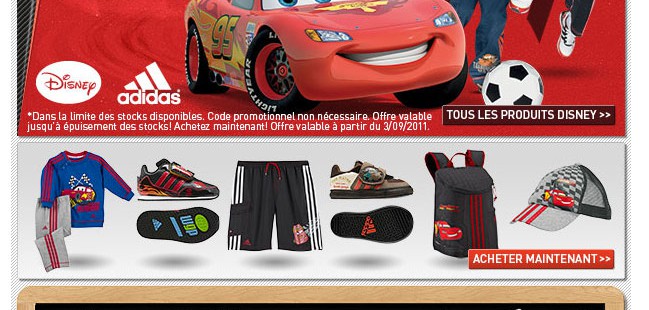 95
LIGHTYEAR
Disney
adidas
*Dans la limite des stocks disponibles. Code promotionnel non nécessaire. Offre valable
jusqu'à épuisement des stocks! Achetez maintenant! Offre valable à partir du 3/09/2011.
TOUS LES PRODUITS DISNEY >>
ACHETER MAINTENANT >>